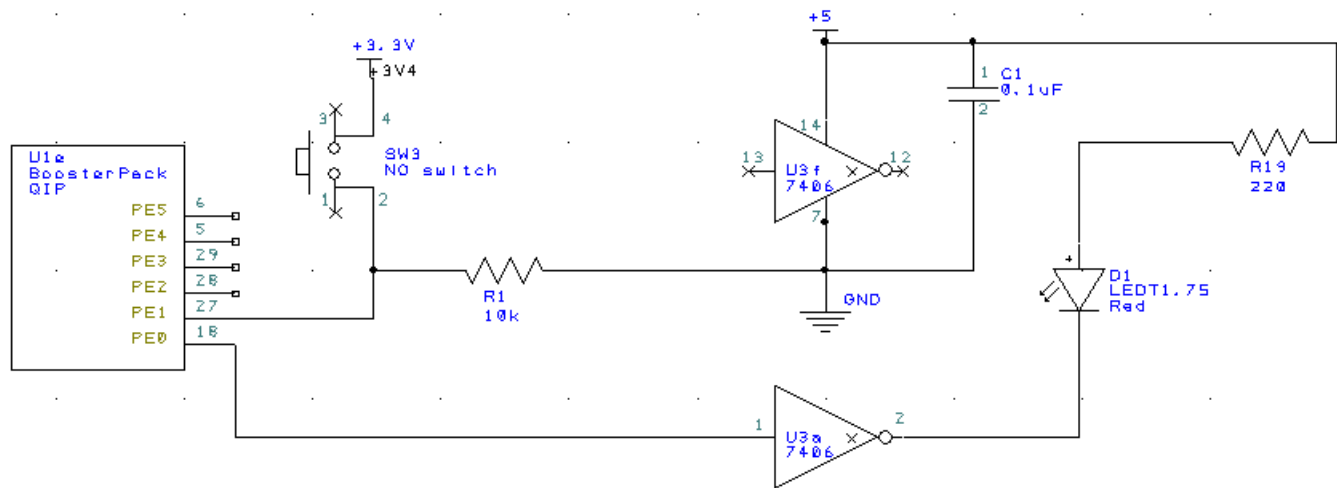 +5
+3.3V
+3V4
1
C1
0.1uF
2
3
4
14
SW3
NO switch
13
12
U3f
7406
R19
220
U1e
BoosterPack
QIP
1
2
7
PE5
6
PE4
5
PE3
29
PE2
28
PE1
27
PE0
18
R1
10k
GND
+
D1
LEDT1.75
Red
1
2
U3a
7406